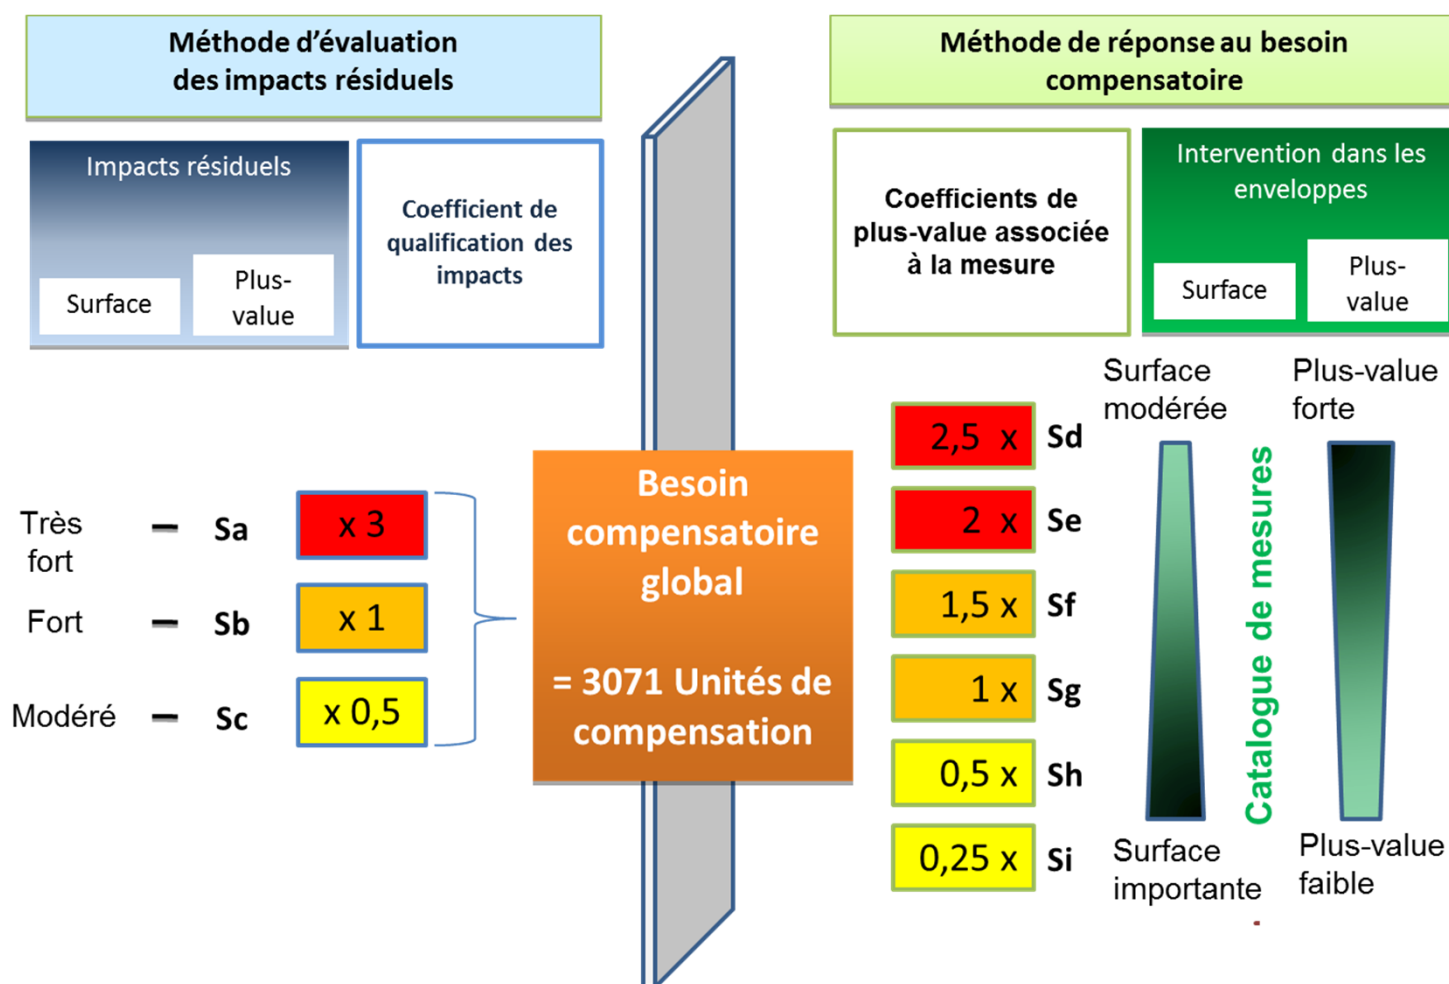 Méthode d’évaluation
des impacts résiduels
Méthode de réponse au besoin
compensatoire
Impacts résiduels
Surface
Plus-
value
Coefficient de
qualification des
impacts
Coefficients de
plus-value associée
à la mesure
Intervention dans les
enveloppes
Surface
Plus-
value
Très
fort
– Sa
x 3
Fort – Sb
x 1
Modéré – Sc
x 0,5
Besoin
compensatoire
global
= 3071 Unités de
compensation
2,5 x Sd
2 x Se
1,5 x Sf
1 x Sg
0,5 x Sh
0,25 x Si
Surface
modérée
Surface
importante
Catalogue de mesures
Plus-value
forte
Plus-value
faible